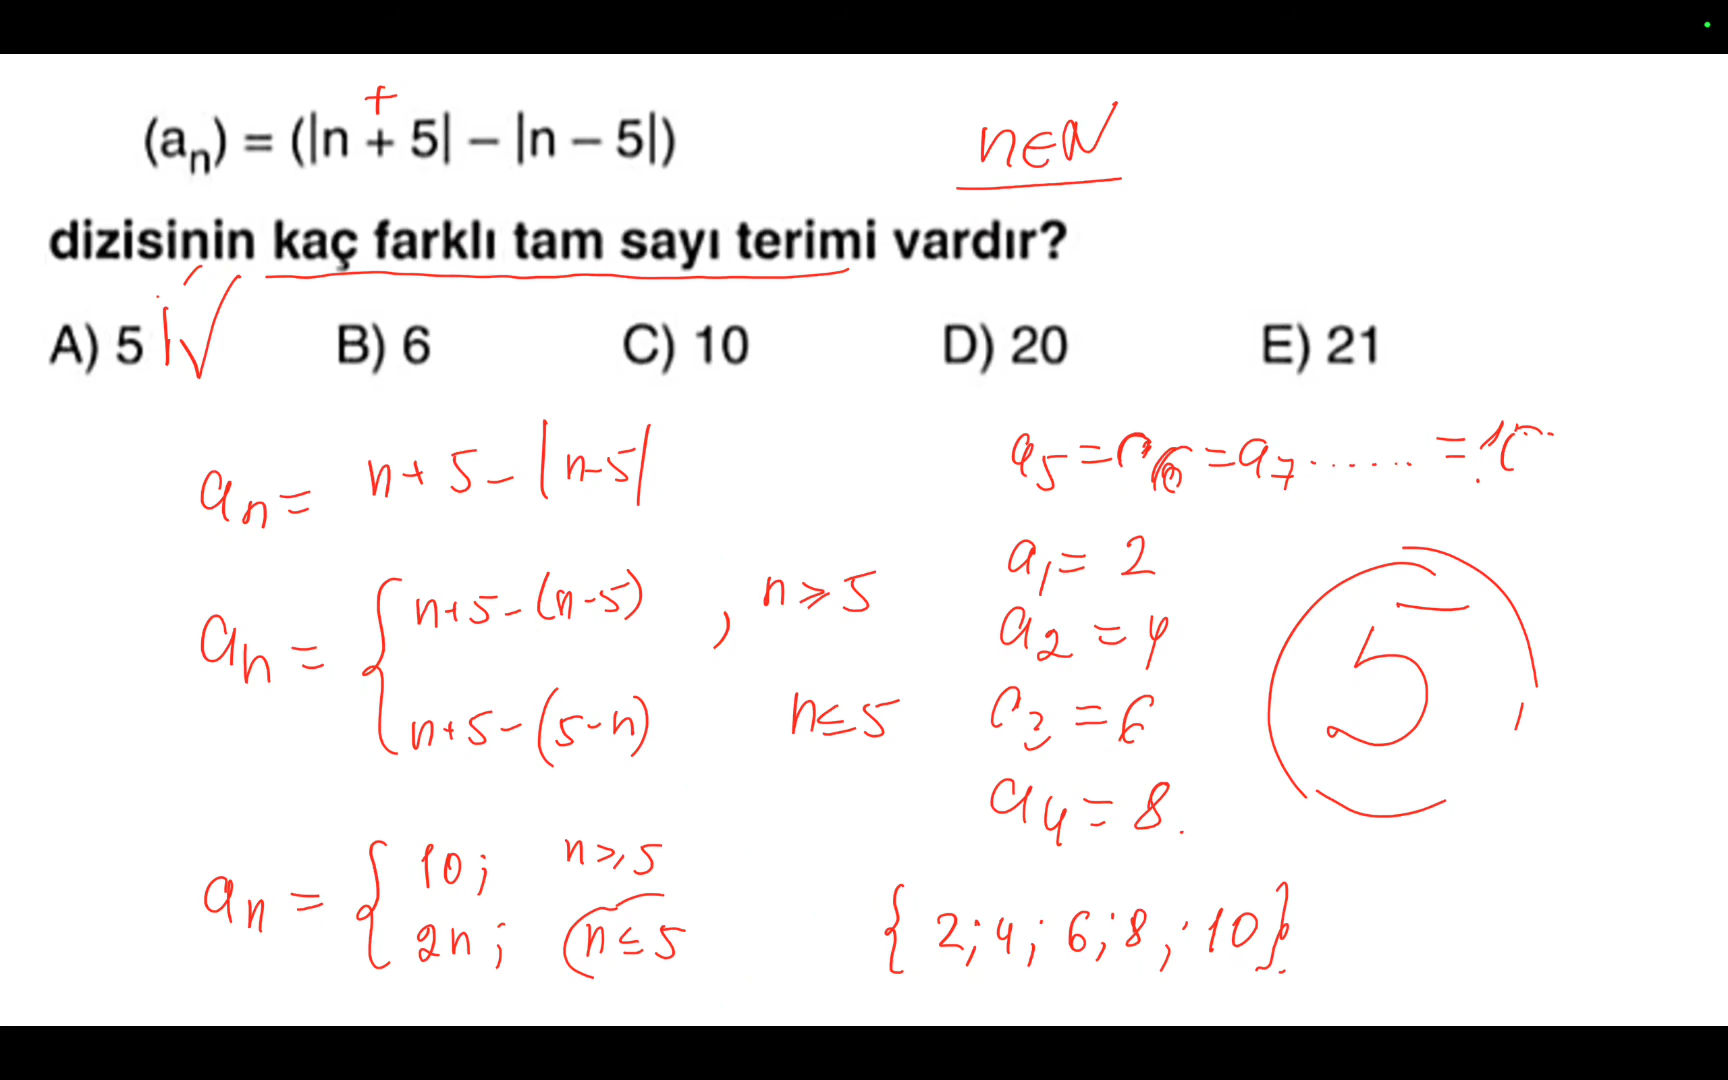 (aₙ) = (|n + 5| – |n – 5|)
+
n∈N
dizisinin kaç farklı tam sayı terimi vardır?
A) 5 B) 6 C) 10 D) 20 E) 21
aₙ = n+5-|n-5|
aₙ = { n+5-(n-5) , n⩾5
n+5-(5-n) n≤5
aₙ = { 10; n⩾5
2n; n≤5
a₅ = a₆ = a₇ ...... = 10
a₁ = 2
a₂ = 4
a₃ = 6
a₄ = 8.
5
{ 2; 4; 6; 8; 10 }